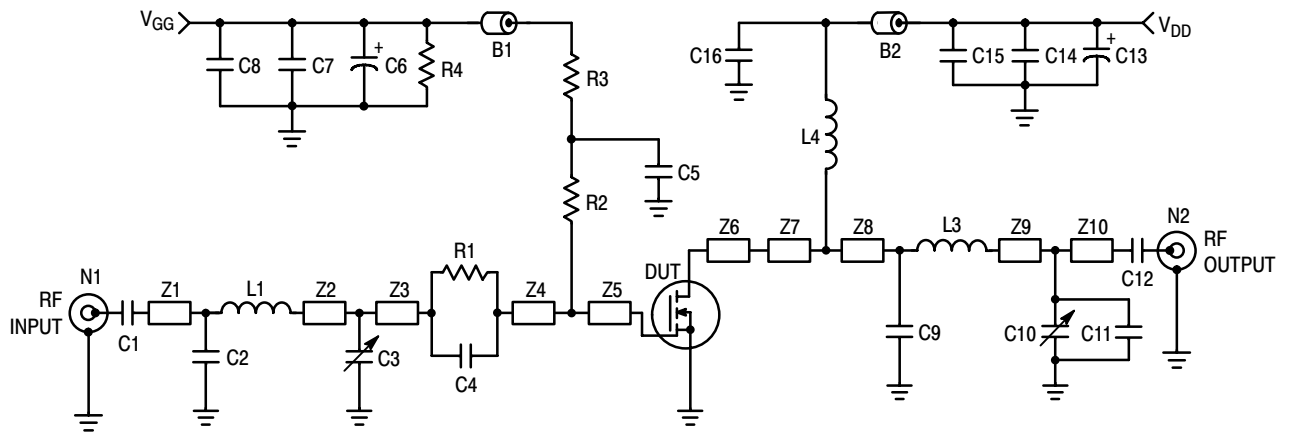 VGG
B1
C8
C7
+
C6
R4
R3
C5
R2
C16
B2
C15
C14
+
C13
VDD
L4
N1
RF
INPUT
C1
Z1
C2
L1
Z2
C3
Z3
R1
C4
Z4
Z5
DUT
Z6
Z7
Z8
C9
L3
Z9
C10
C11
Z10
C12
N2
RF
OUTPUT